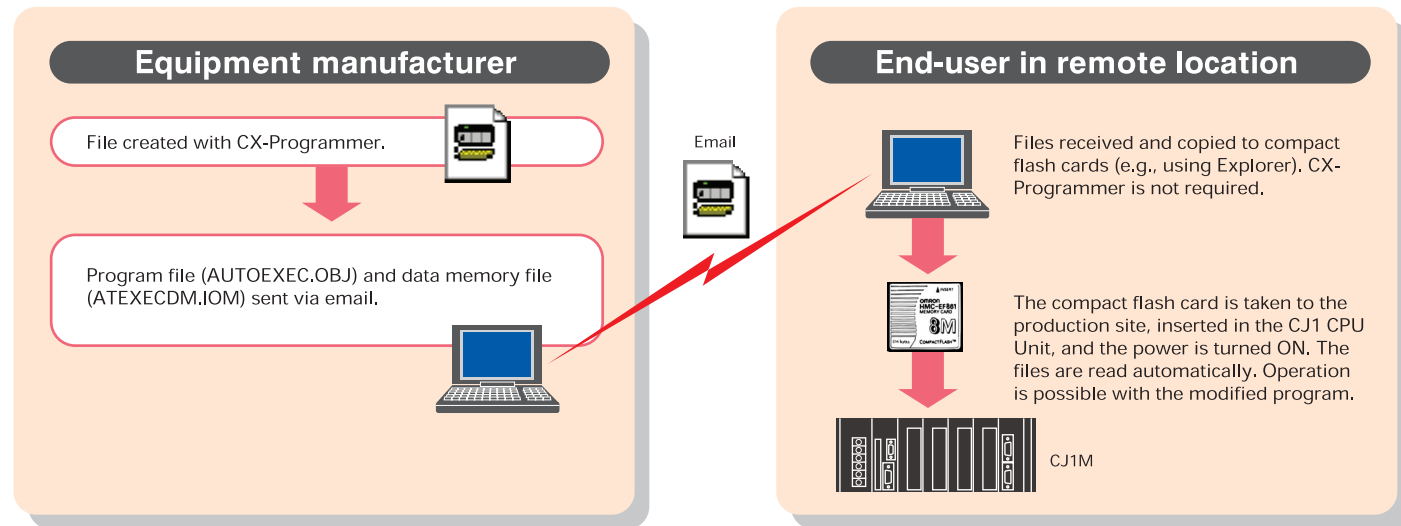 Equipment manufacturer
File created with CX-Programmer.
Program file (AUTOEXEC.OBJ) and data memory file
(ATEXECDM.IOM) sent via email.
Email
End-user in remote location
Files received and copied to compact
flash cards (e.g., using Explorer). CX-
Programmer is not required.
INSERT
OMRON
HMC-EF861
MEMORY CARD
8M
COMPACTFLASH™
The compact flash card is taken to the
production site, inserted in the CJ1 CPU
Unit, and the power is turned ON. The
files are read automatically. Operation
is possible with the modified program.
CJ1M